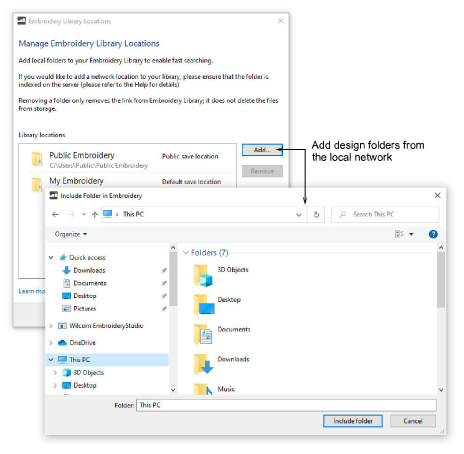 Embroidery Library Locations
Manage Embroidery Library Locations
Add local folders to your Embroidery Library to enable fast searching.
If you would like to add a network location to your library, please ensure that the folder is
indexed on the server (please refer to the Help for details)
Removing a folder only removes the link from Embroidery Library; it does not delete the files
from storage.
Library locations
Public Embroidery
Public save location
C:\Users\Public\Public Embroidery
My Embroidery
Default save location
Add...
Remove
Add design folders from
the local network
Learn mo
Include Folder in Embroidery
This PC
Search This PC
Organize
Quick access
Downloads
Documents
Desktop
Pictures
Wilcom EmbroideryStudio
OneDrive
This PC
3D Objects
Desktop
Folders (7)
3D Objects
Desktop
Documents
Downloads
Music
Folder: This PC
Include folder
Cancel